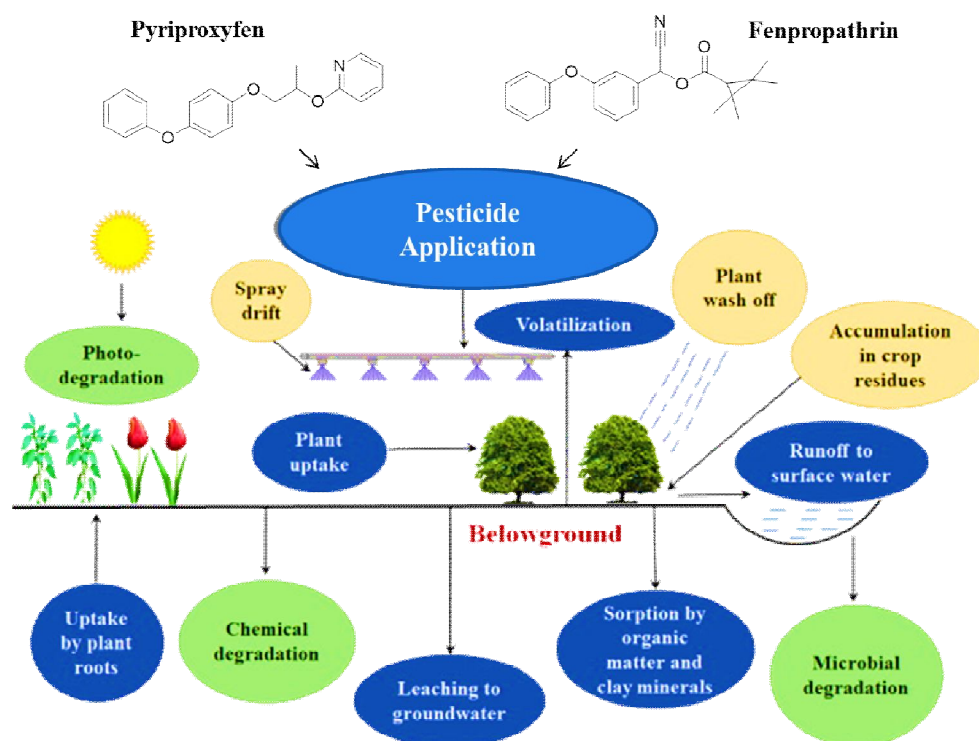 Pyriproxyfen
Fenpropathrin
N
O
O
N
O
N
O
O
O
Pesticide
Application
Spray
drift
Volatilization
Plant
wash off
Accumulation
in crop
residues
Photo-
degradation
Plant
uptake
Runoff to
surface water
Belowground
Uptake
by plant
roots
Chemical
degradation
Leaching to
groundwater
Sorption by
organic
matter and
clay minerals
Microbial
degradation